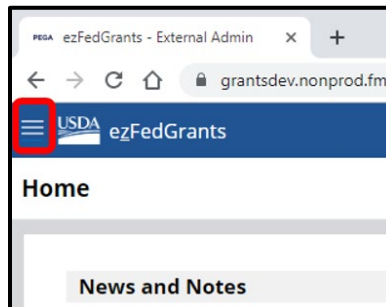 PEGA ezFedGrants - External Admin
grantsdev.nonprod.fm
USDA ezFedGrants
Home
News and Notes